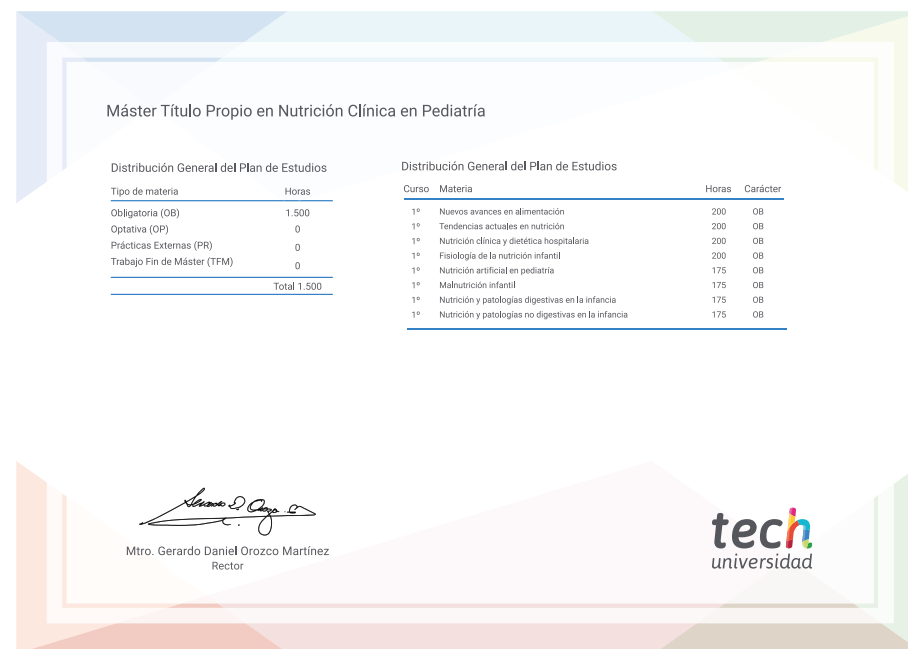 Máster Título Propio en Nutrición Clínica en Pediatría
Distribución General del Plan de Estudios
Tipo de materia Horas
Obligatoria (OB) 1.500
Optativa (OP) 0
Prácticas Externas (PR) 0
Trabajo Fin de Máster (TFM) 0
Total 1.500
Distribución General del Plan de Estudios
Curso Materia Horas Carácter
1º Nuevos avances en alimentación 200 OB
1º Tendencias actuales en nutrición 200 OB
1º Nutrición clínica y dietética hospitalaria 200 OB
1º Fisiología de la nutrición infantil 200 OB
1º Nutrición artificial en pediatría 175 OB
1º Malnutrición infantil 175 OB
1º Nutrición y patologías digestivas en la infancia 175 OB
1º Nutrición y patologías no digestivas en la infancia 175 OB
Mtro. Gerardo Daniel Orozco Martínez
Rector
tech
universidad